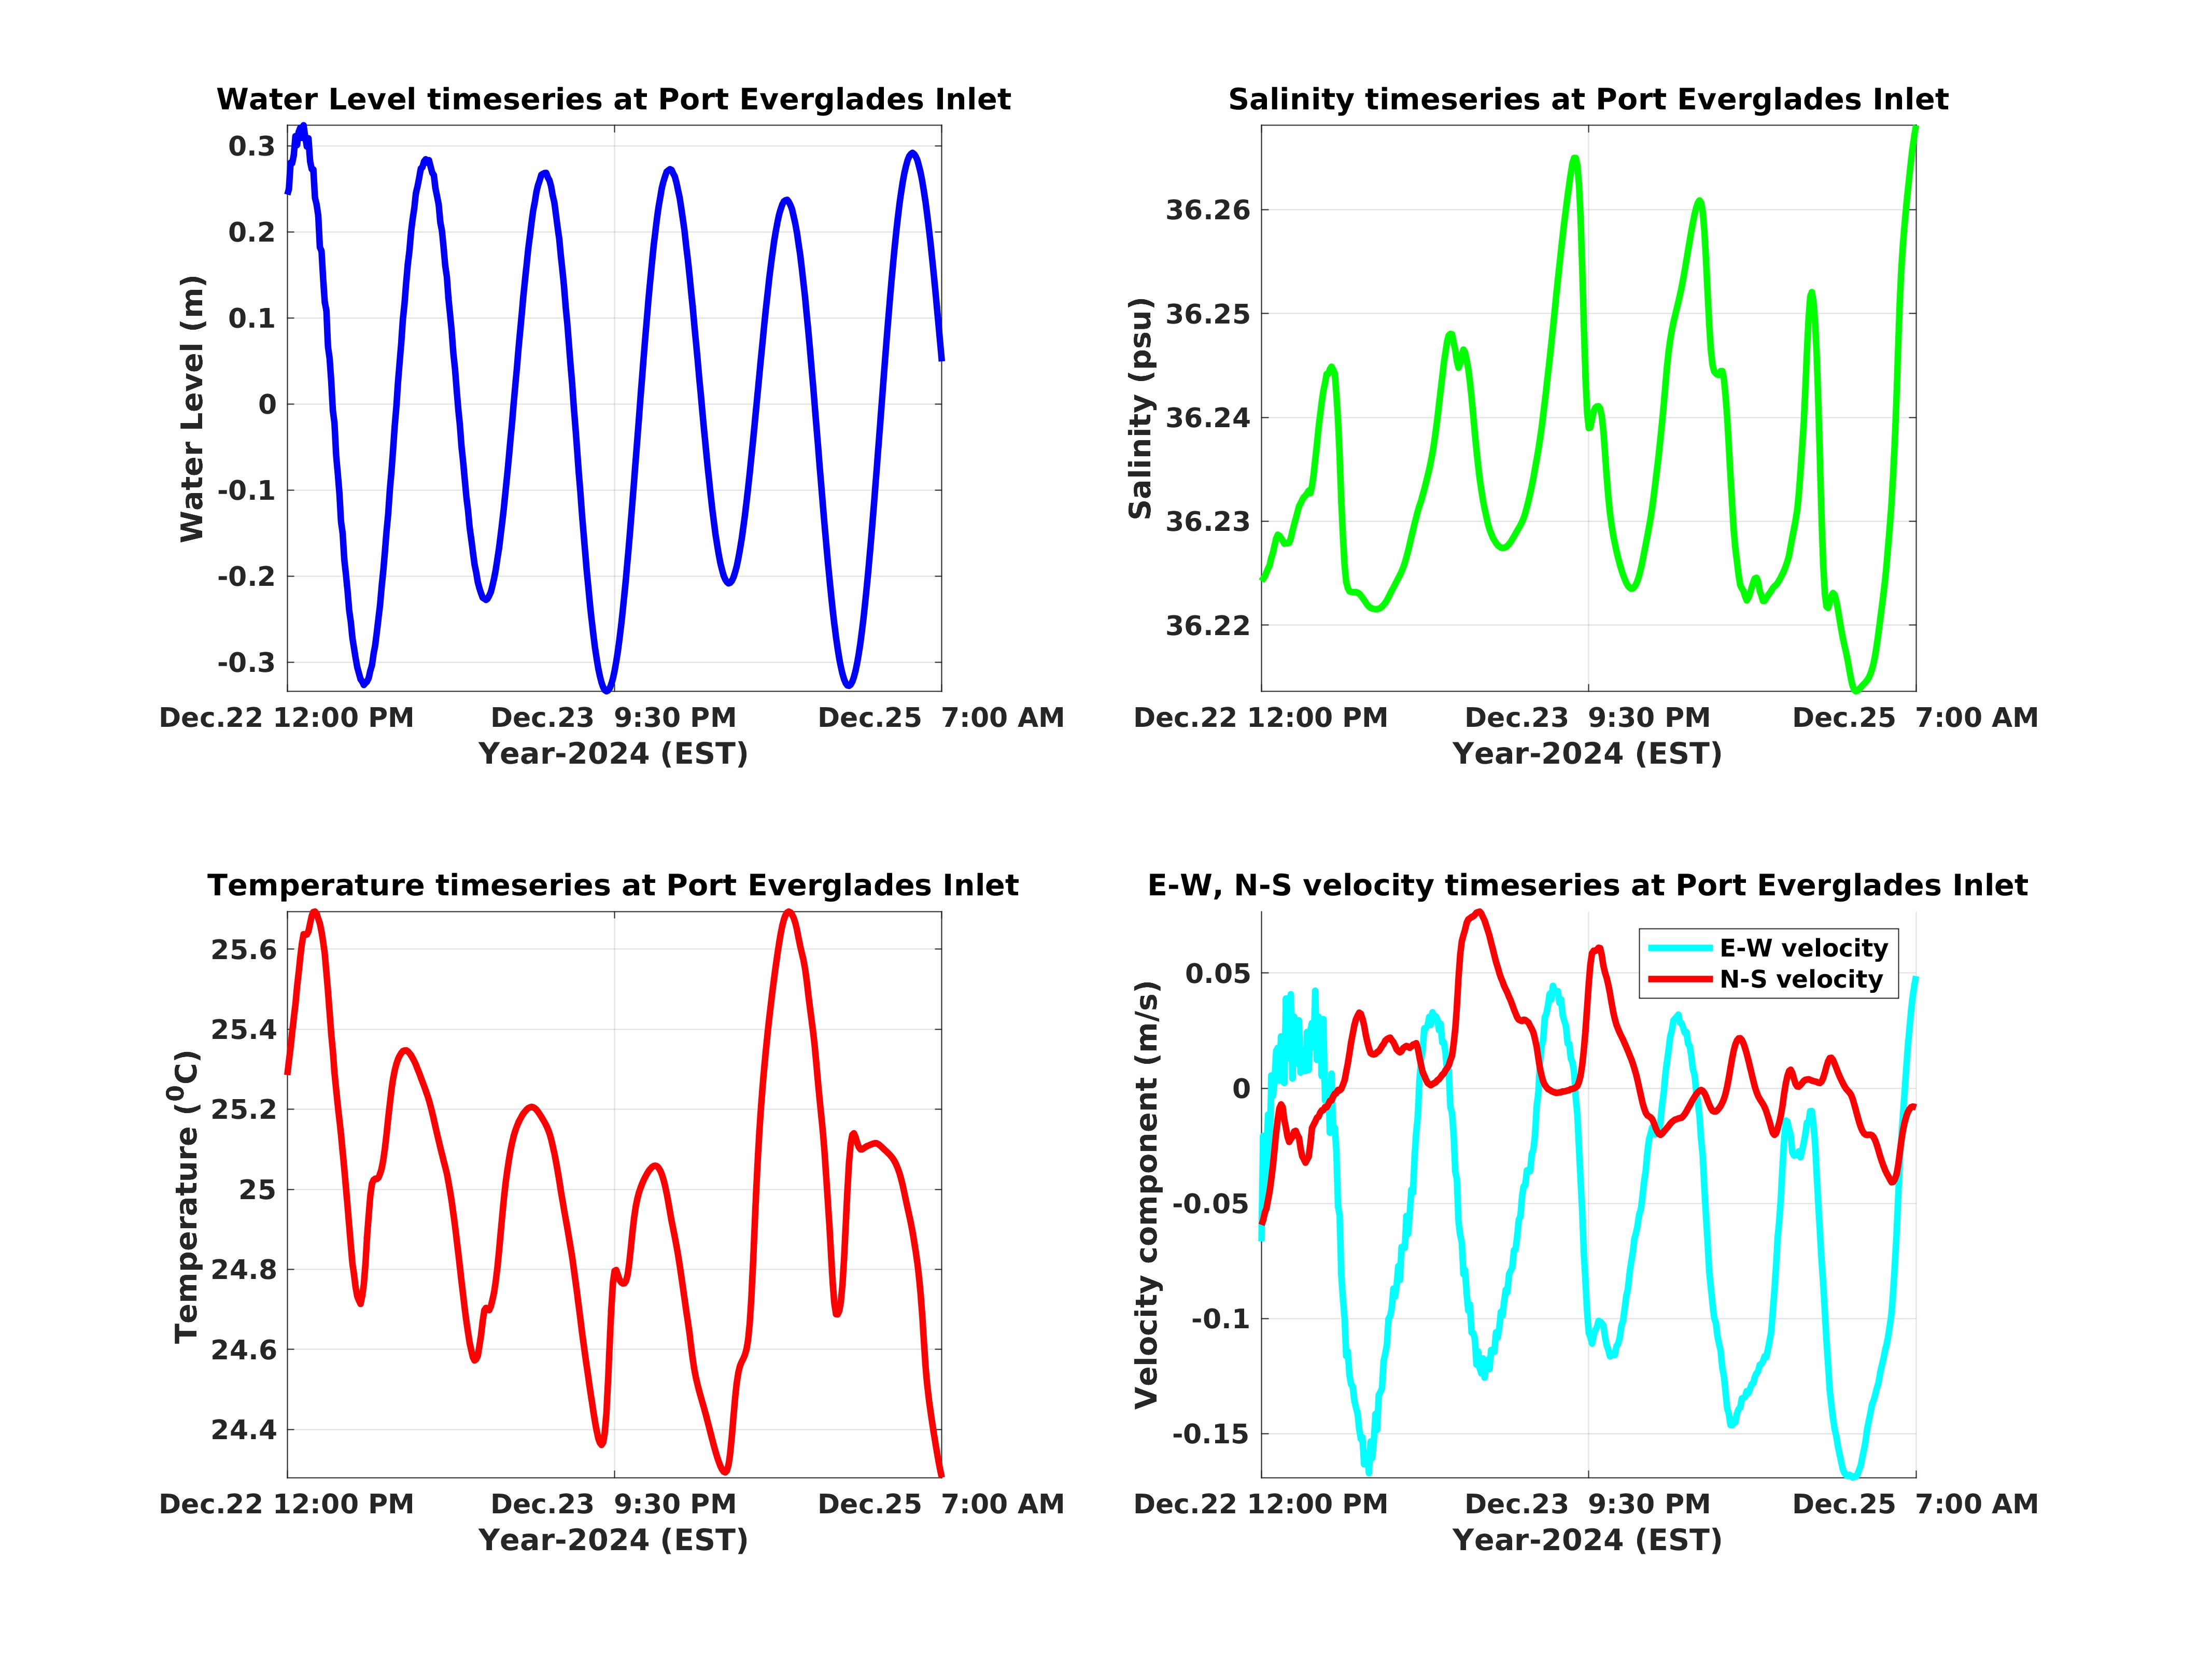 Water Level timeseries at Port Everglades Inlet
0.3
0.2
0.1
0
-0.1
-0.2
-0.3
Water Level (m)
Dec.22 12:00 PM
Dec.23 9:30 PM
Dec.25 7:00 AM
Year-2024 (EST)
Salinity timeseries at Port Everglades Inlet
36.26
36.25
36.24
36.23
36.22
Salinity (psu)
Dec.22 12:00 PM
Dec.23 9:30 PM
Dec.25 7:00 AM
Year-2024 (EST)
Temperature timeseries at Port Everglades Inlet
25.6
25.4
25.2
25
24.8
24.6
24.4
Temperature (⁰C)
Dec.22 12:00 PM
Dec.23 9:30 PM
Dec.25 7:00 AM
Year-2024 (EST)
E-W, N-S velocity timeseries at Port Everglades Inlet
E-W velocity
N-S velocity
0.05
0
-0.05
-0.1
-0.15
Velocity component (m/s)
Dec.22 12:00 PM
Dec.23 9:30 PM
Dec.25 7:00 AM
Year-2024 (EST)